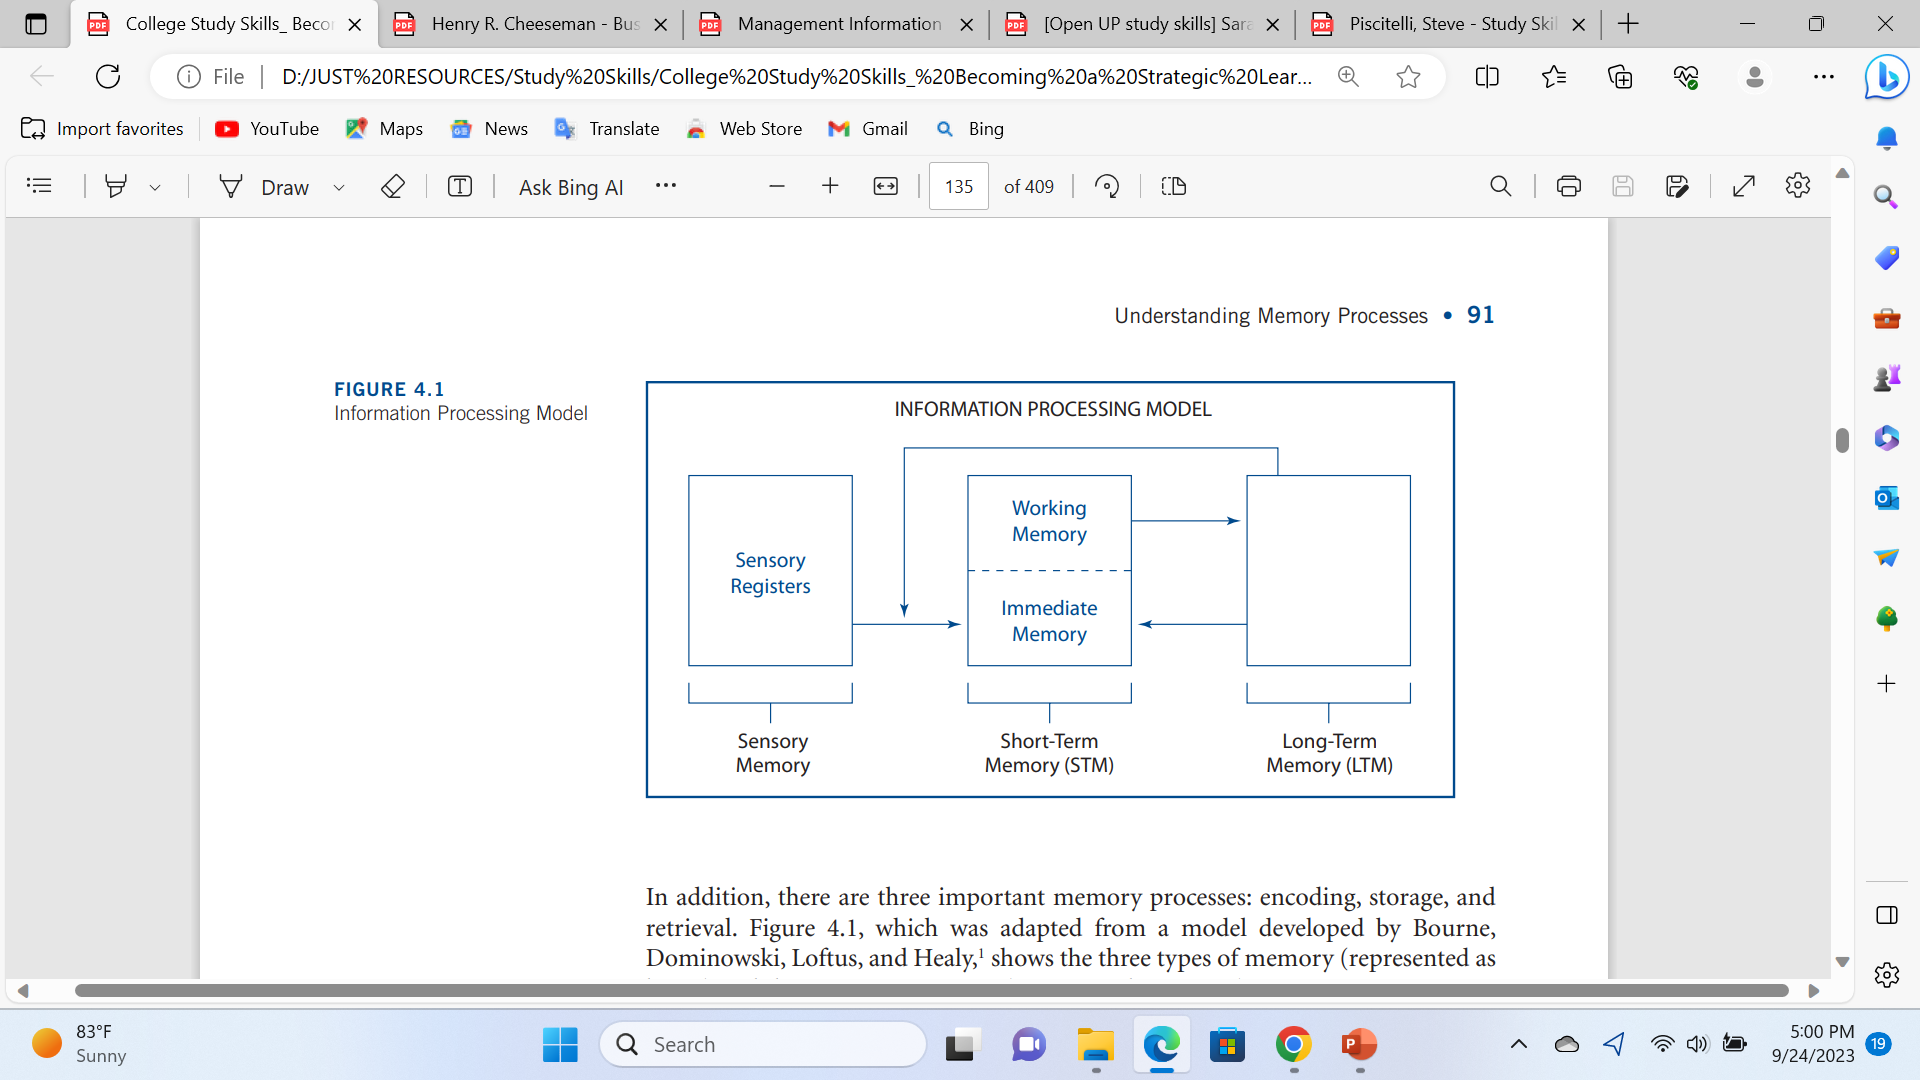 College Study Skills_ Beco
Henry R. Cheeseman - Bus
Management Information
[Open UP study skills] Sara
Piscitelli, Steve - Study Skil
File
D:/JUST%20RESOURCES/Study%20Skills/College%20Study%20Skills_%20Becoming%20a%20Strategic%20Lear...
Import favorites
YouTube
Maps
News
Translate
Web Store
Gmail
Bing
Draw
Ask Bing AI
135
of 409
Understanding Memory Processes • 91
FIGURE 4.1
Information Processing Model
INFORMATION PROCESSING MODEL
Sensory
Registers
Working
Memory
Immediate
Memory
Sensory
Memory
Short-Term
Memory (STM)
Long-Term
Memory (LTM)
In addition, there are three important memory processes: encoding, storage, and
retrieval. Figure 4.1, which was adapted from a model developed by Bourne,
Dominowski, Loftus, and Healy,¹ shows the three types of memory (represented as
83°F
Sunny
Search
5:00 PM
9/24/2023
19